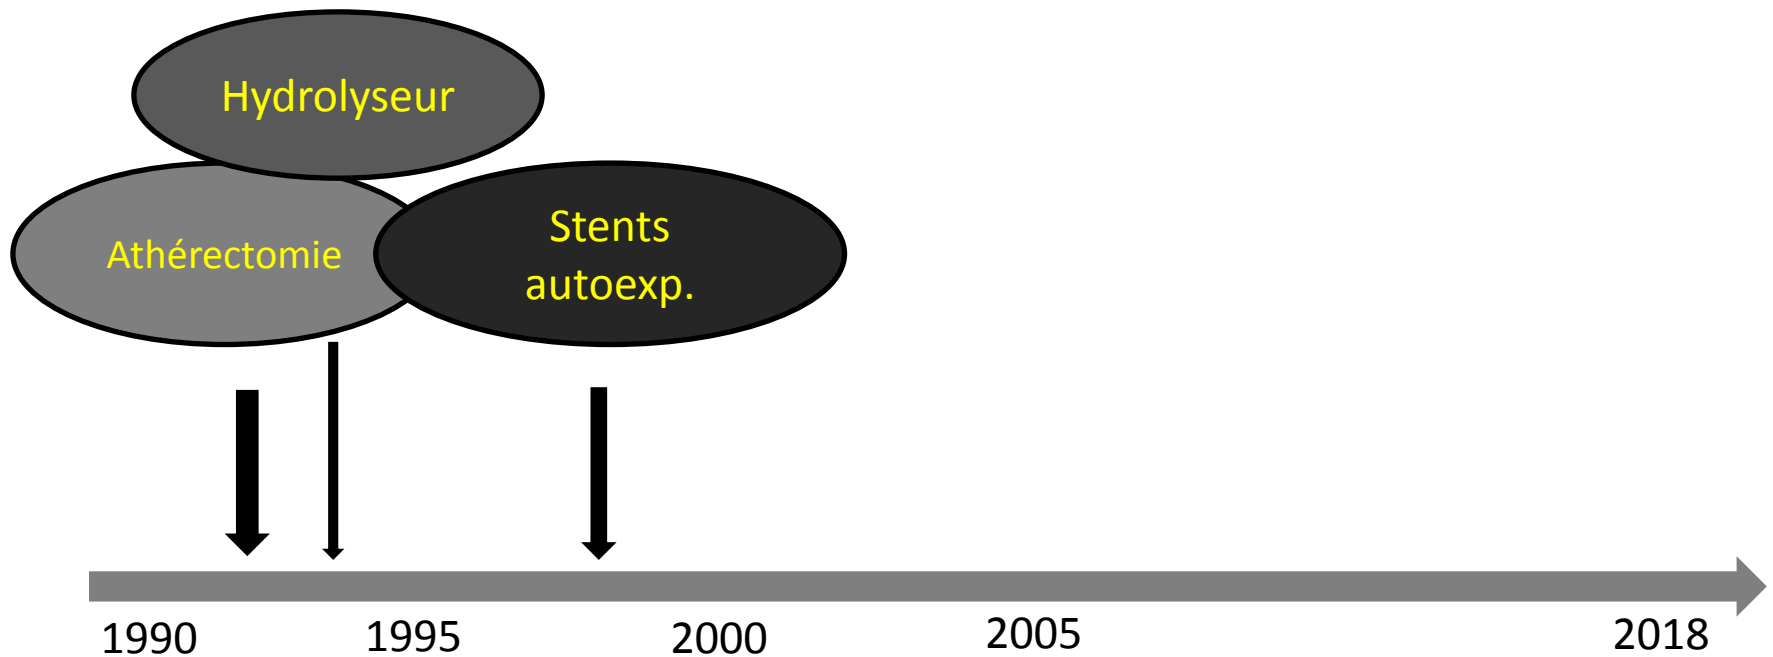 Hydrolyseur
Athérectomie
Stents
autoexp.
1990
1995
2000
2005
2018